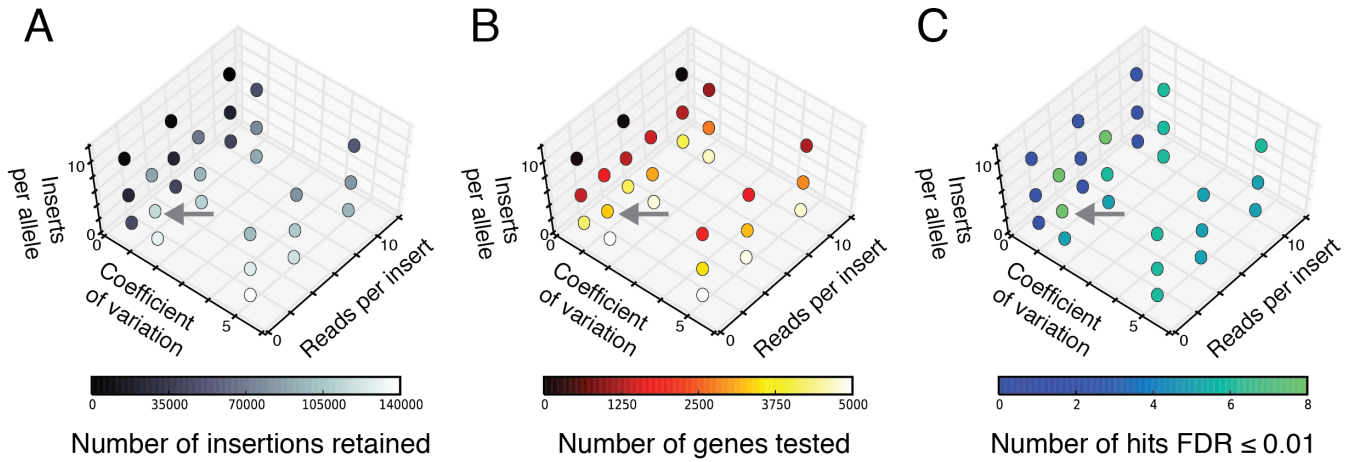 A
Inserts
per allele
10
0
Coefficient
of variation
5
0
10
Reads per insert
0 35000 70000 105000 140000
Number of insertions retained
B
Inserts
per allele
10
0
0
Coefficient
of variation
5
0
10
Reads per insert
0 1250 2500 3750 5000
Number of genes tested
C
Inserts
per allele
10
0
0
Coefficient
of variation
5
0
10
Reads per insert
0 2 4 6 8
Number of hits FDR ≤ 0.01